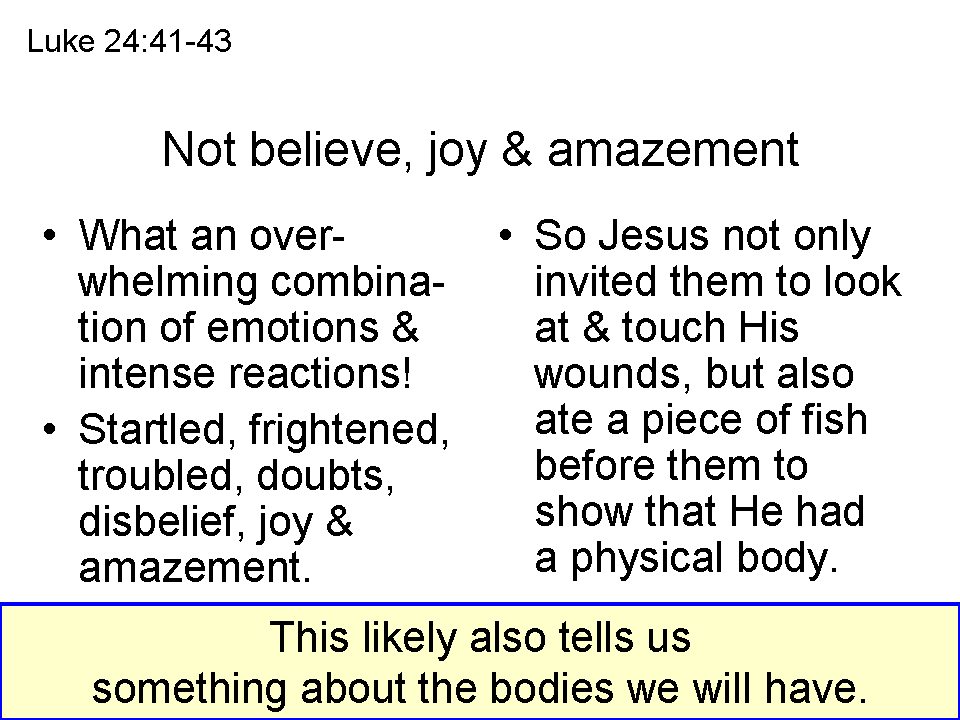 Luke 24:41-43
Not believe, joy & amazement
• What an over-
whelming combina-
tion of emotions &
intense reactions!
• Startled, frightened,
troubled, doubts,
disbelief, joy &
amazement.
• So Jesus not only
invited them to look
at & touch His
wounds, but also
ate a piece of fish
before them to
show that He had
a physical body.
This likely also tells us
something about the bodies we will have.